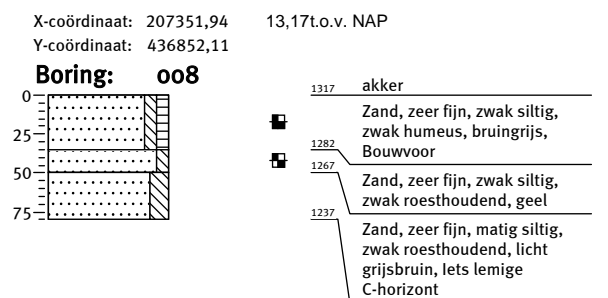 X-coördinaat: 207351,94 13,17t.o.v. NAP
Y-coördinaat: 436852,11
Boring: 008
0
25
50
75
1317 akker
Zand, zeer fijn, zwak siltig,
zwak humeus, bruingrijs,
Bouwvoor
1282
1267
Zand, zeer fijn, zwak siltig,
zwak roesthoudend, geel
1237
Zand, zeer fijn, matig siltig,
zwak roesthoudend, licht
grijsbruin, Iets lemige
C-horizont